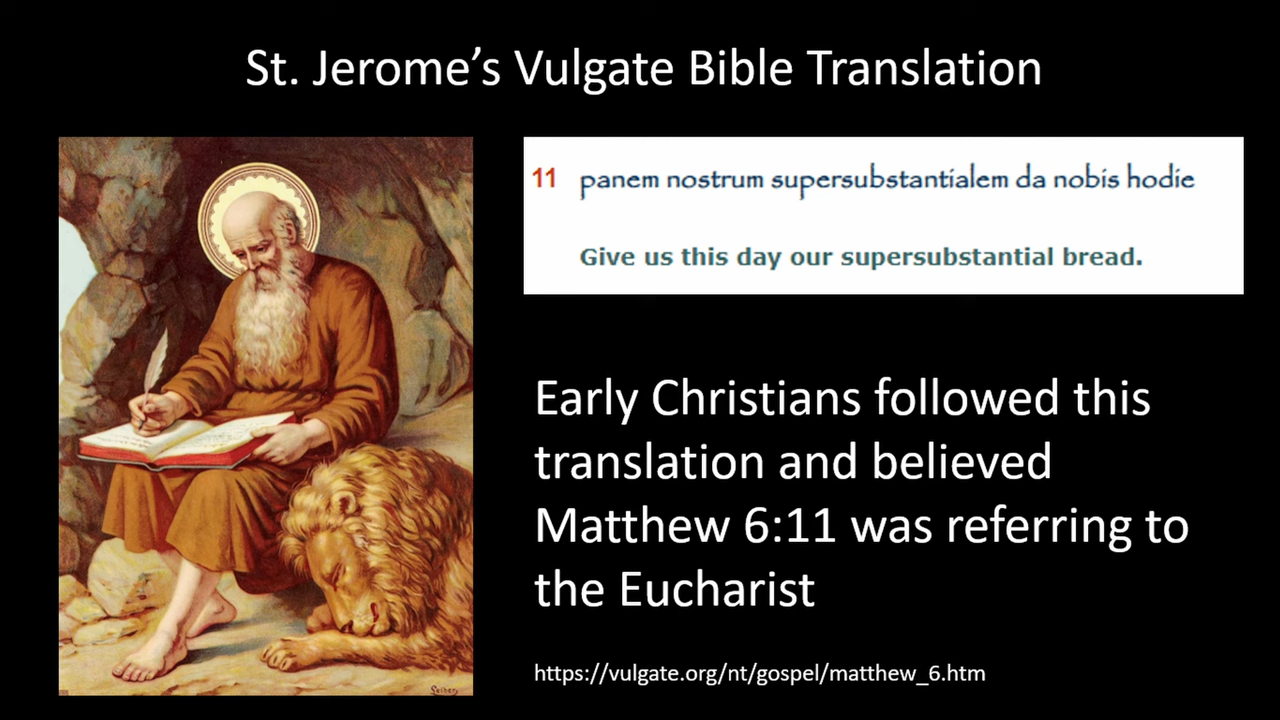 St. Jerome’s Vulgate Bible Translation
11 panem nostrum supersubstantialem da nobis hodie
Give us this day our supersubstantial bread.
Early Christians followed this
translation and believed
Matthew 6:11 was referring to
the Eucharist
https://vulgate.org/nt/gospel/matthew_6.htm